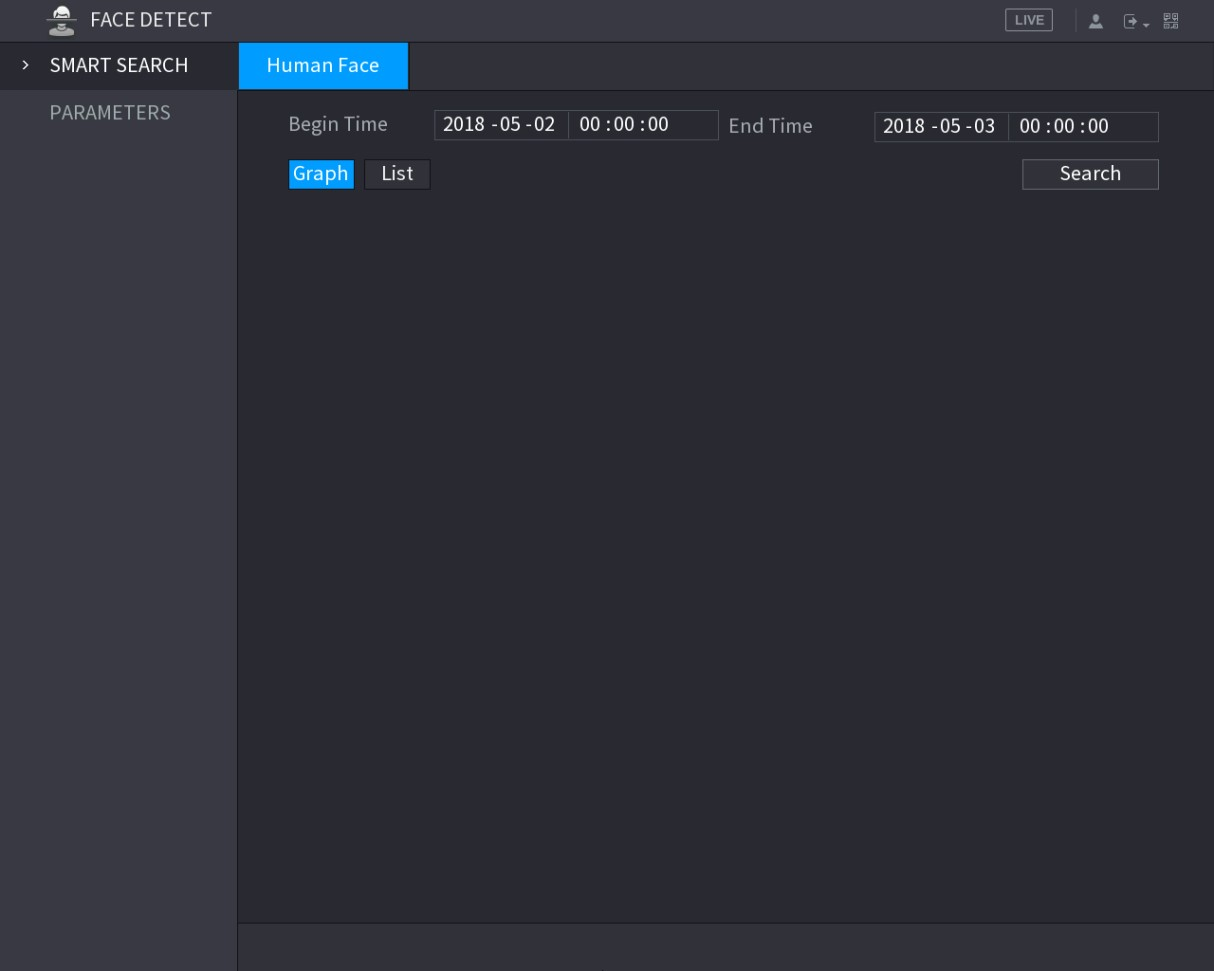 FACE DETECT LIVE
SMART SEARCH Human Face
PARAMETERS
Begin Time 2018 -05 -02 00 :00 :00 End Time 2018 -05 -03 00 :00 :00
Graph List Search